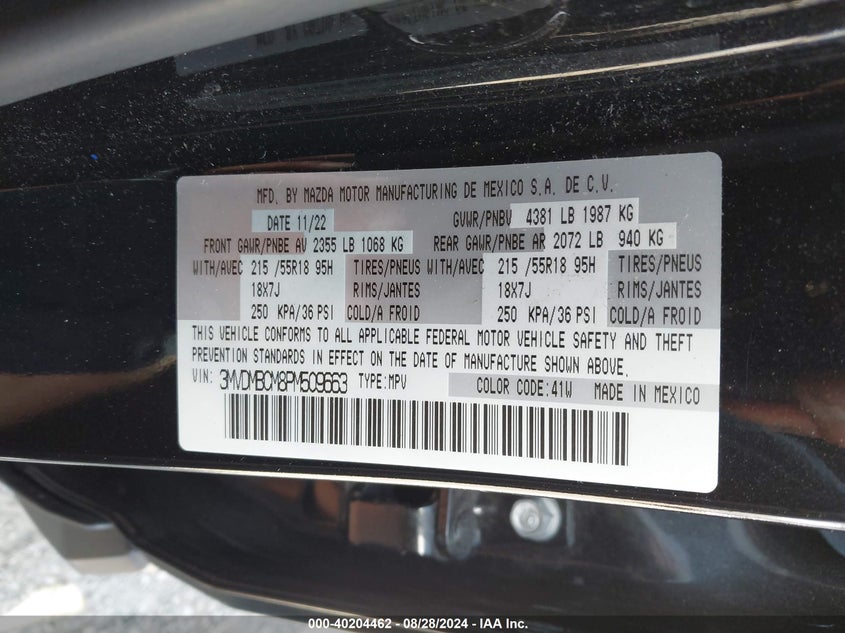 MFD. BY MAZDA MOTOR MANUFACTURING DE MEXICO S.A. DE C.V.
DATE 11/22 GVWR/PNBV 4381 LB 1987 KG
FRONT GAWR/PNBE AV 2355 LB 1068 KG REAR GAWR/PNBE AR 2072 LB 940 KG
WITH/AVEC 215 /55R18 95H TIRES/PNEUS WITH/AVEC 215 /55R18 95H TIRES/PNEUS
18X7J RIMS/JANTES 18X7J RIMS/JANTES
250 KPA/36 PSI COLD/A FROID 250 KPA/36 PSI COLD/A FROID
THIS VEHICLE CONFORMS TO ALL APPLICABLE FEDERAL MOTOR VEHICLE SAFETY AND THEFT
PREVENTION STANDARDS IN EFFECT ON THE DATE OF MANUFACTURE SHOWN ABOVE.
VIN: 3MVDMBCM8PM509663 TYPE:MPV COLOR CODE:41W MADE IN MEXICO
000-40204462 - 08/28/2024 - IAA Inc.